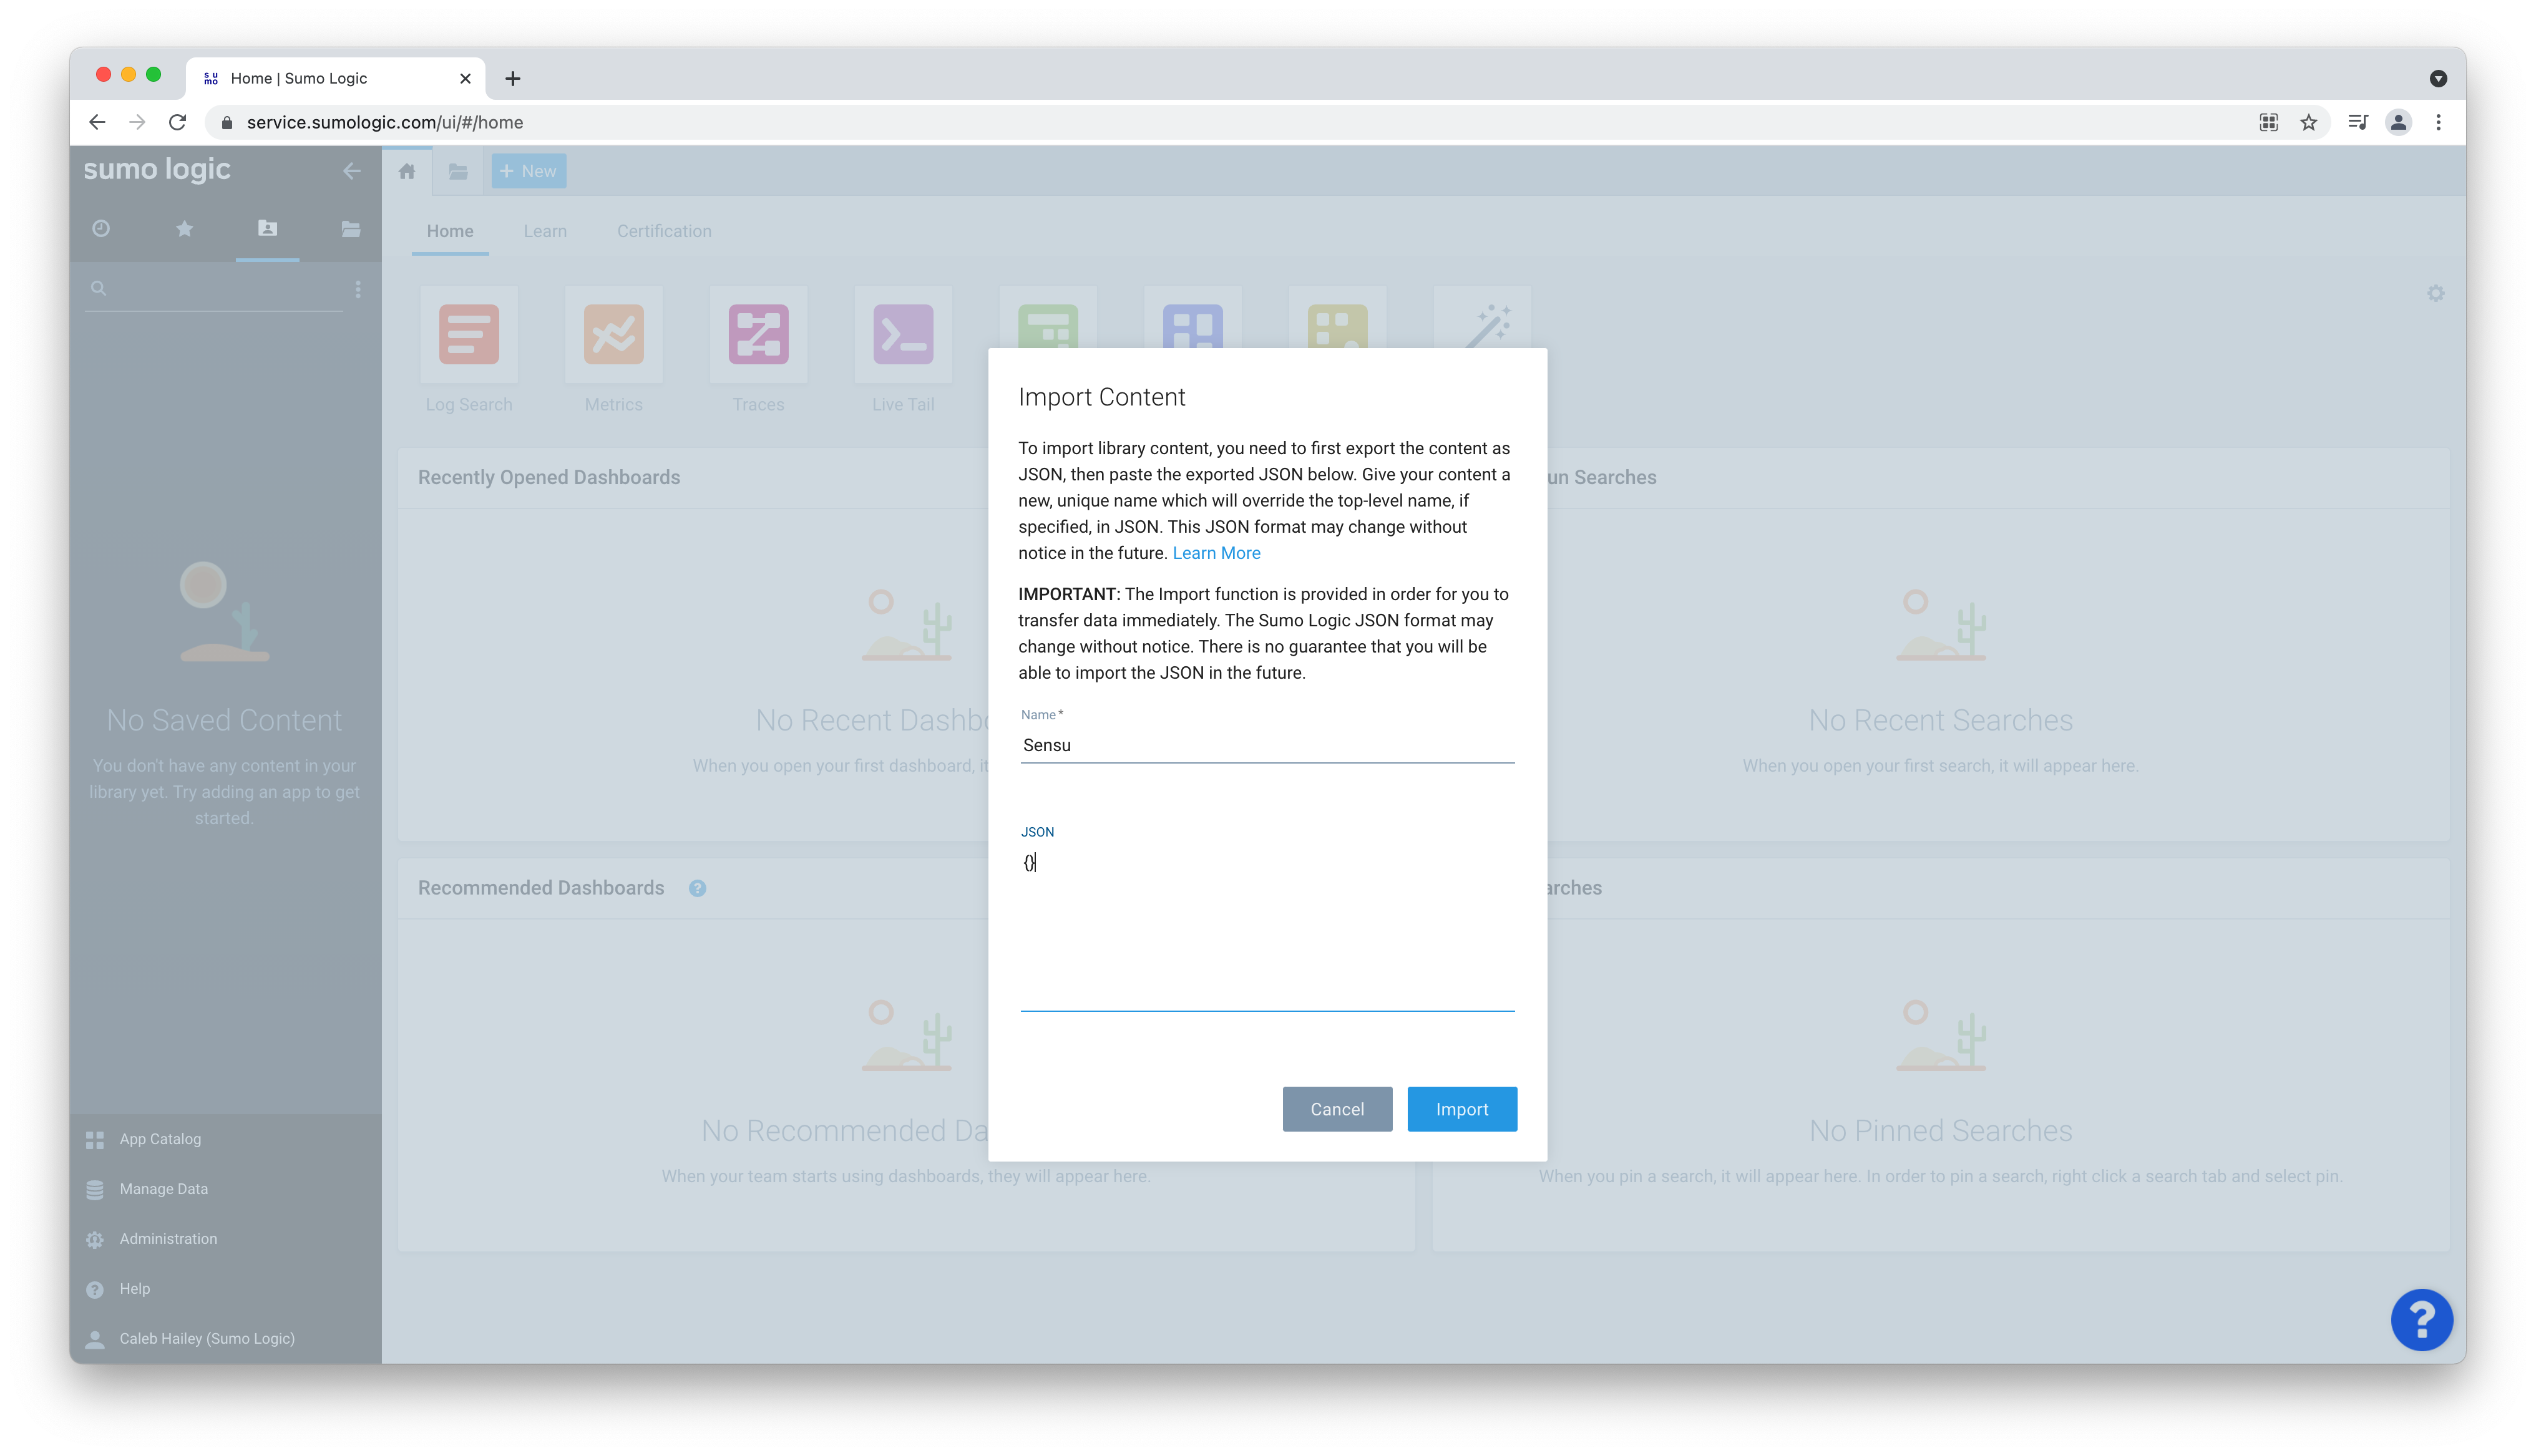 su
mo
Home | Sumo Logic
service.sumologic.com/ui/#/home
sumo logic
+ New
Home
Learn
Certification
Log Search
Metrics
Traces
Live Tail
Import Content
To import library content, you need to first export the content as
JSON, then paste the exported JSON below. Give your content a
new, unique name which will override the top-level name, if
specified, in JSON. This JSON format may change without
notice in the future. Learn More
IMPORTANT: The Import function is provided in order for you to
transfer data immediately. The Sumo Logic JSON format may
change without notice. There is no guarantee that you will be
able to import the JSON in the future.
Name *
Sensu
JSON
{}
Cancel
Import
Recently Opened Dashboards
No Recent Dashbo
When you open your first dashboard, it
un Searches
No Recent Searches
When you open your first search, it will appear here.
No Saved Content
You don't have any content in your
library yet. Try adding an app to get
started.
Recommended Dashboards
?
No Recommended Da
When your team starts using dashboards, they will appear here.
arches
No Pinned Searches
When you pin a search, it will appear here. In order to pin a search, right click a search tab and select pin.
App Catalog
Manage Data
Administration
Help
Caleb Hailey (Sumo Logic)
?